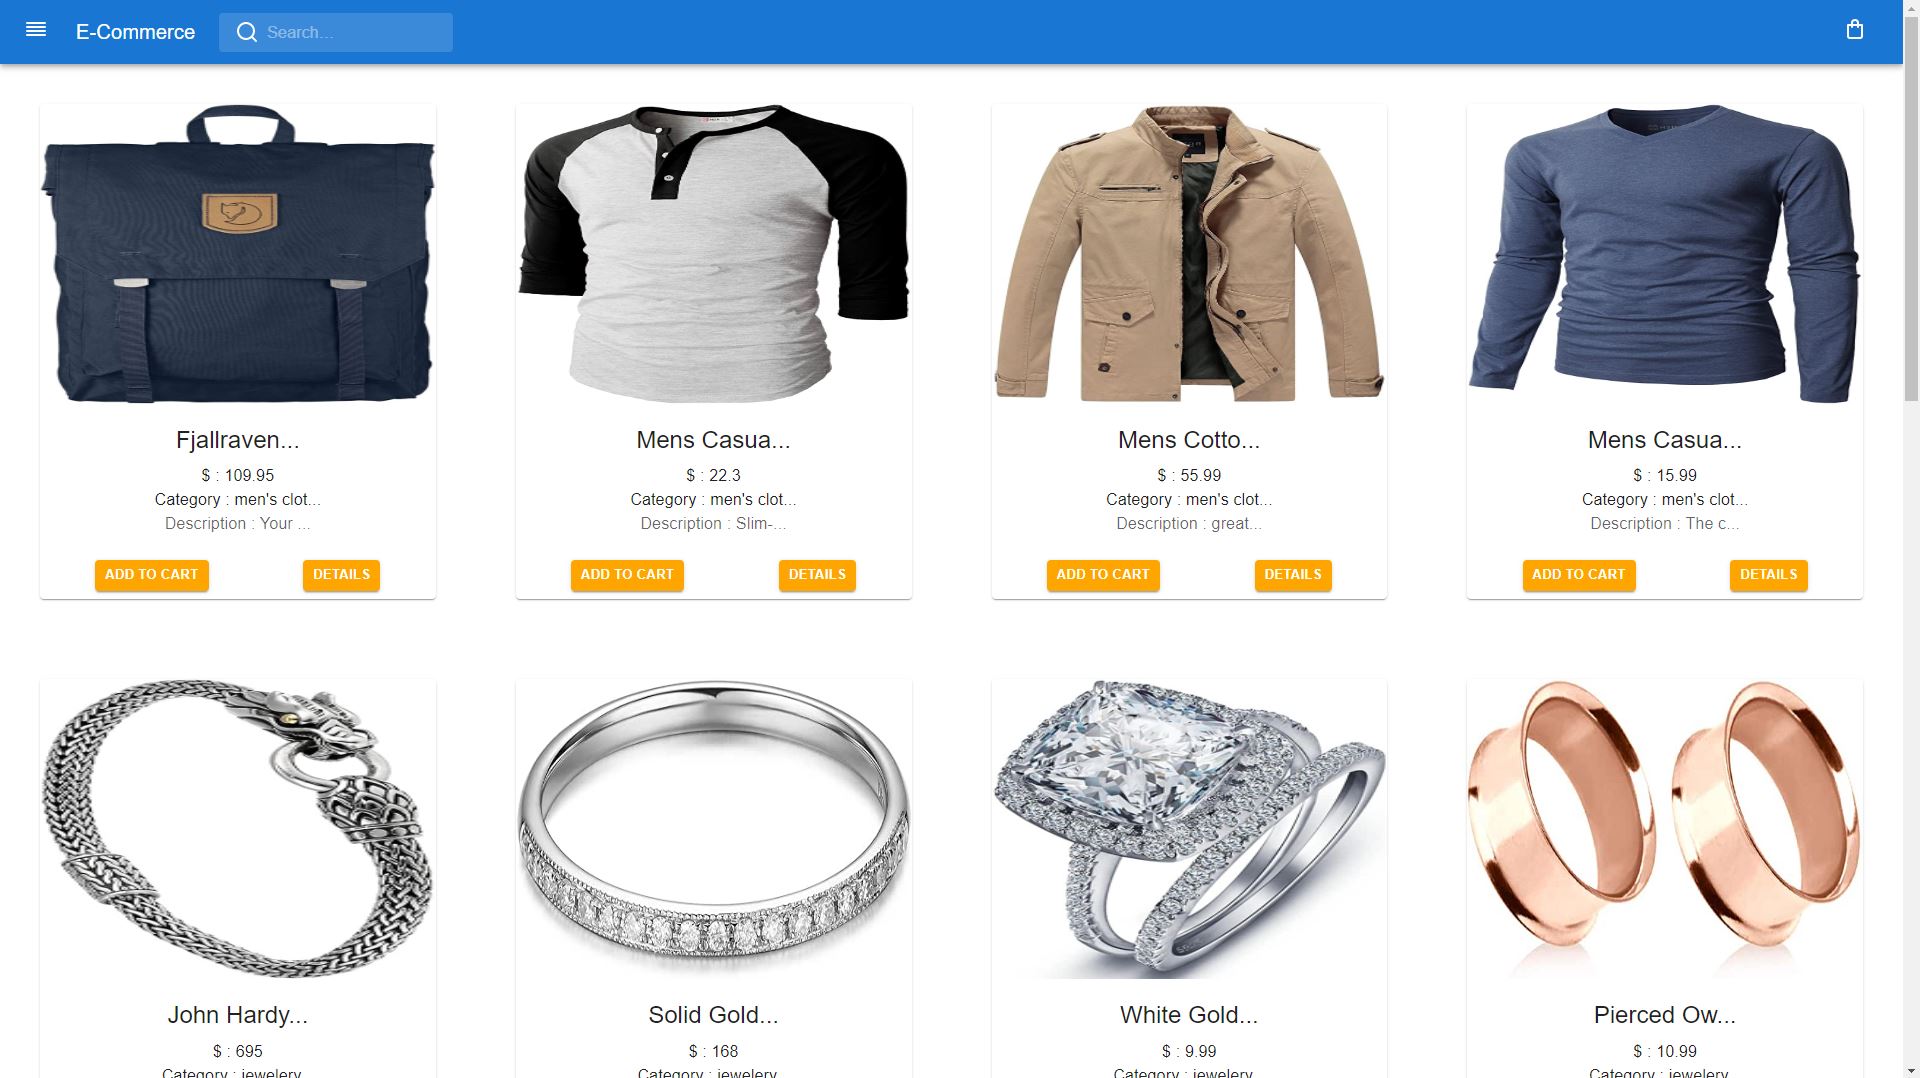 E-Commerce
Search...
Fjallraven...
$ : 109.95
Category : men's clot...
Description : Your ...
ADD TO CART
DETAILS
Mens Casua...
$ : 22.3
Category : men's clot...
Description : Slim-...
ADD TO CART
DETAILS
Mens Cotto...
$ : 55.99
Category : men's clot...
Description : great...
ADD TO CART
DETAILS
Mens Casua...
$ : 15.99
Category : men's clot...
Description : The c...
ADD TO CART
DETAILS
John Hardy...
$ : 695
Category : jewelery
Solid Gold...
$ : 168
Category : jewelery
White Gold...
$ : 9.99
Category : jewelery
Pierced Ow...
$ : 10.99
Category : jewelery